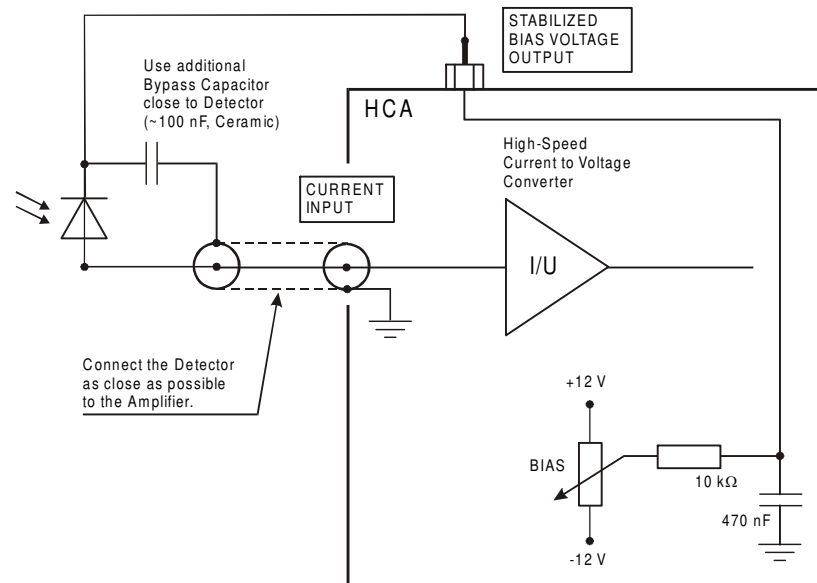 STABILIZED
BIAS VOLTAGE
OUTPUT
Use additional
Bypass Capacitor
close to Detector
(~100 nF, Ceramic)
HCA
High-Speed
Current to Voltage
Converter
CURRENT
INPUT
I/U
Connect the Detector
as close as possible
to the Amplifier.
+12 V
BIAS
10 kΩ
470 nF
-12 V